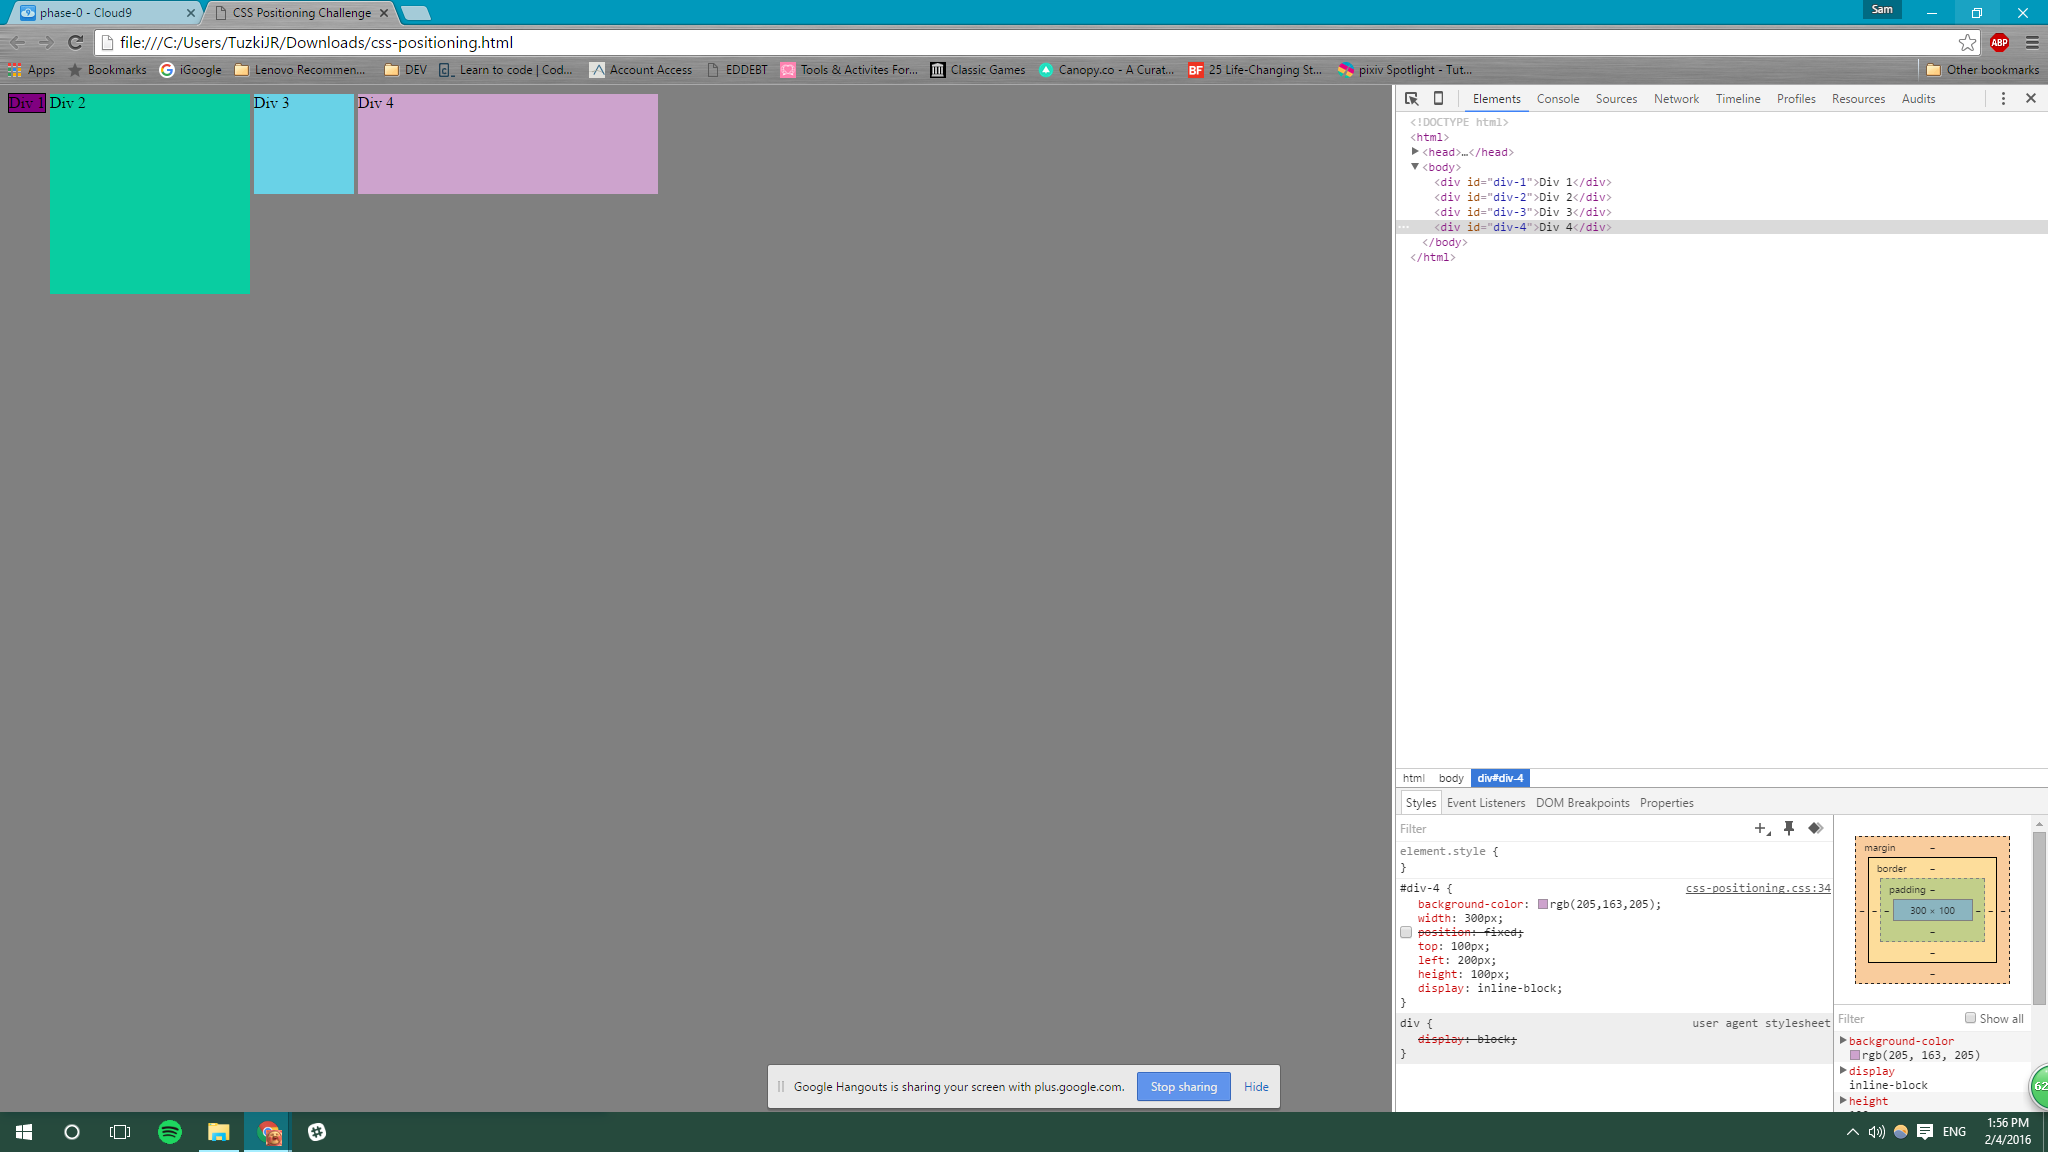 phase-0 - Cloud9
CSS Positioning Challenge
Sam
file:///C:/Users/TuzkiJR/Downloads/css-positioning.html
ABP
Apps
Bookmarks
iGoogle
Lenovo Recommen...
DEV
Learn to code | Cod...
Account Access
EDDEBT
Tools & Activites For...
Classic Games
Canopy.co - A Curat...
BF 25 Life-Changing St...
pixiv Spotlight - Tut...
Other bookmarks
Div 1
Div 2
Div 3
Div 4
Elements Console Sources Network Timeline Profiles Resources Audits
<!DOCTYPE html>
<html>
<head>…</head>
<body>
<div id="div-1">Div 1</div>
<div id="div-2">Div 2</div>
<div id="div-3">Div 3</div>
<div id="div-4">Div 4</div>
</body>
</html>
html body div#div-4
Styles Event Listeners DOM Breakpoints Properties
Filter
element.style {
}
#div-4 { css-positioning.css:34
background-color: rgb(205,163,205);
width: 300px;
position: fixed;
top: 100px;
left: 200px;
height: 100px;
display: inline-block;
}
div { user agent stylesheet
display: block;
}
margin -
border -
padding -
- - - 300 × 100 - - -
-
-
-
Filter Show all
background-color
rgb(205, 163, 205)
display
inline-block
height
62
Google Hangouts is sharing your screen with plus.google.com. Stop sharing Hide
ENG
1:56 PM
2/4/2016